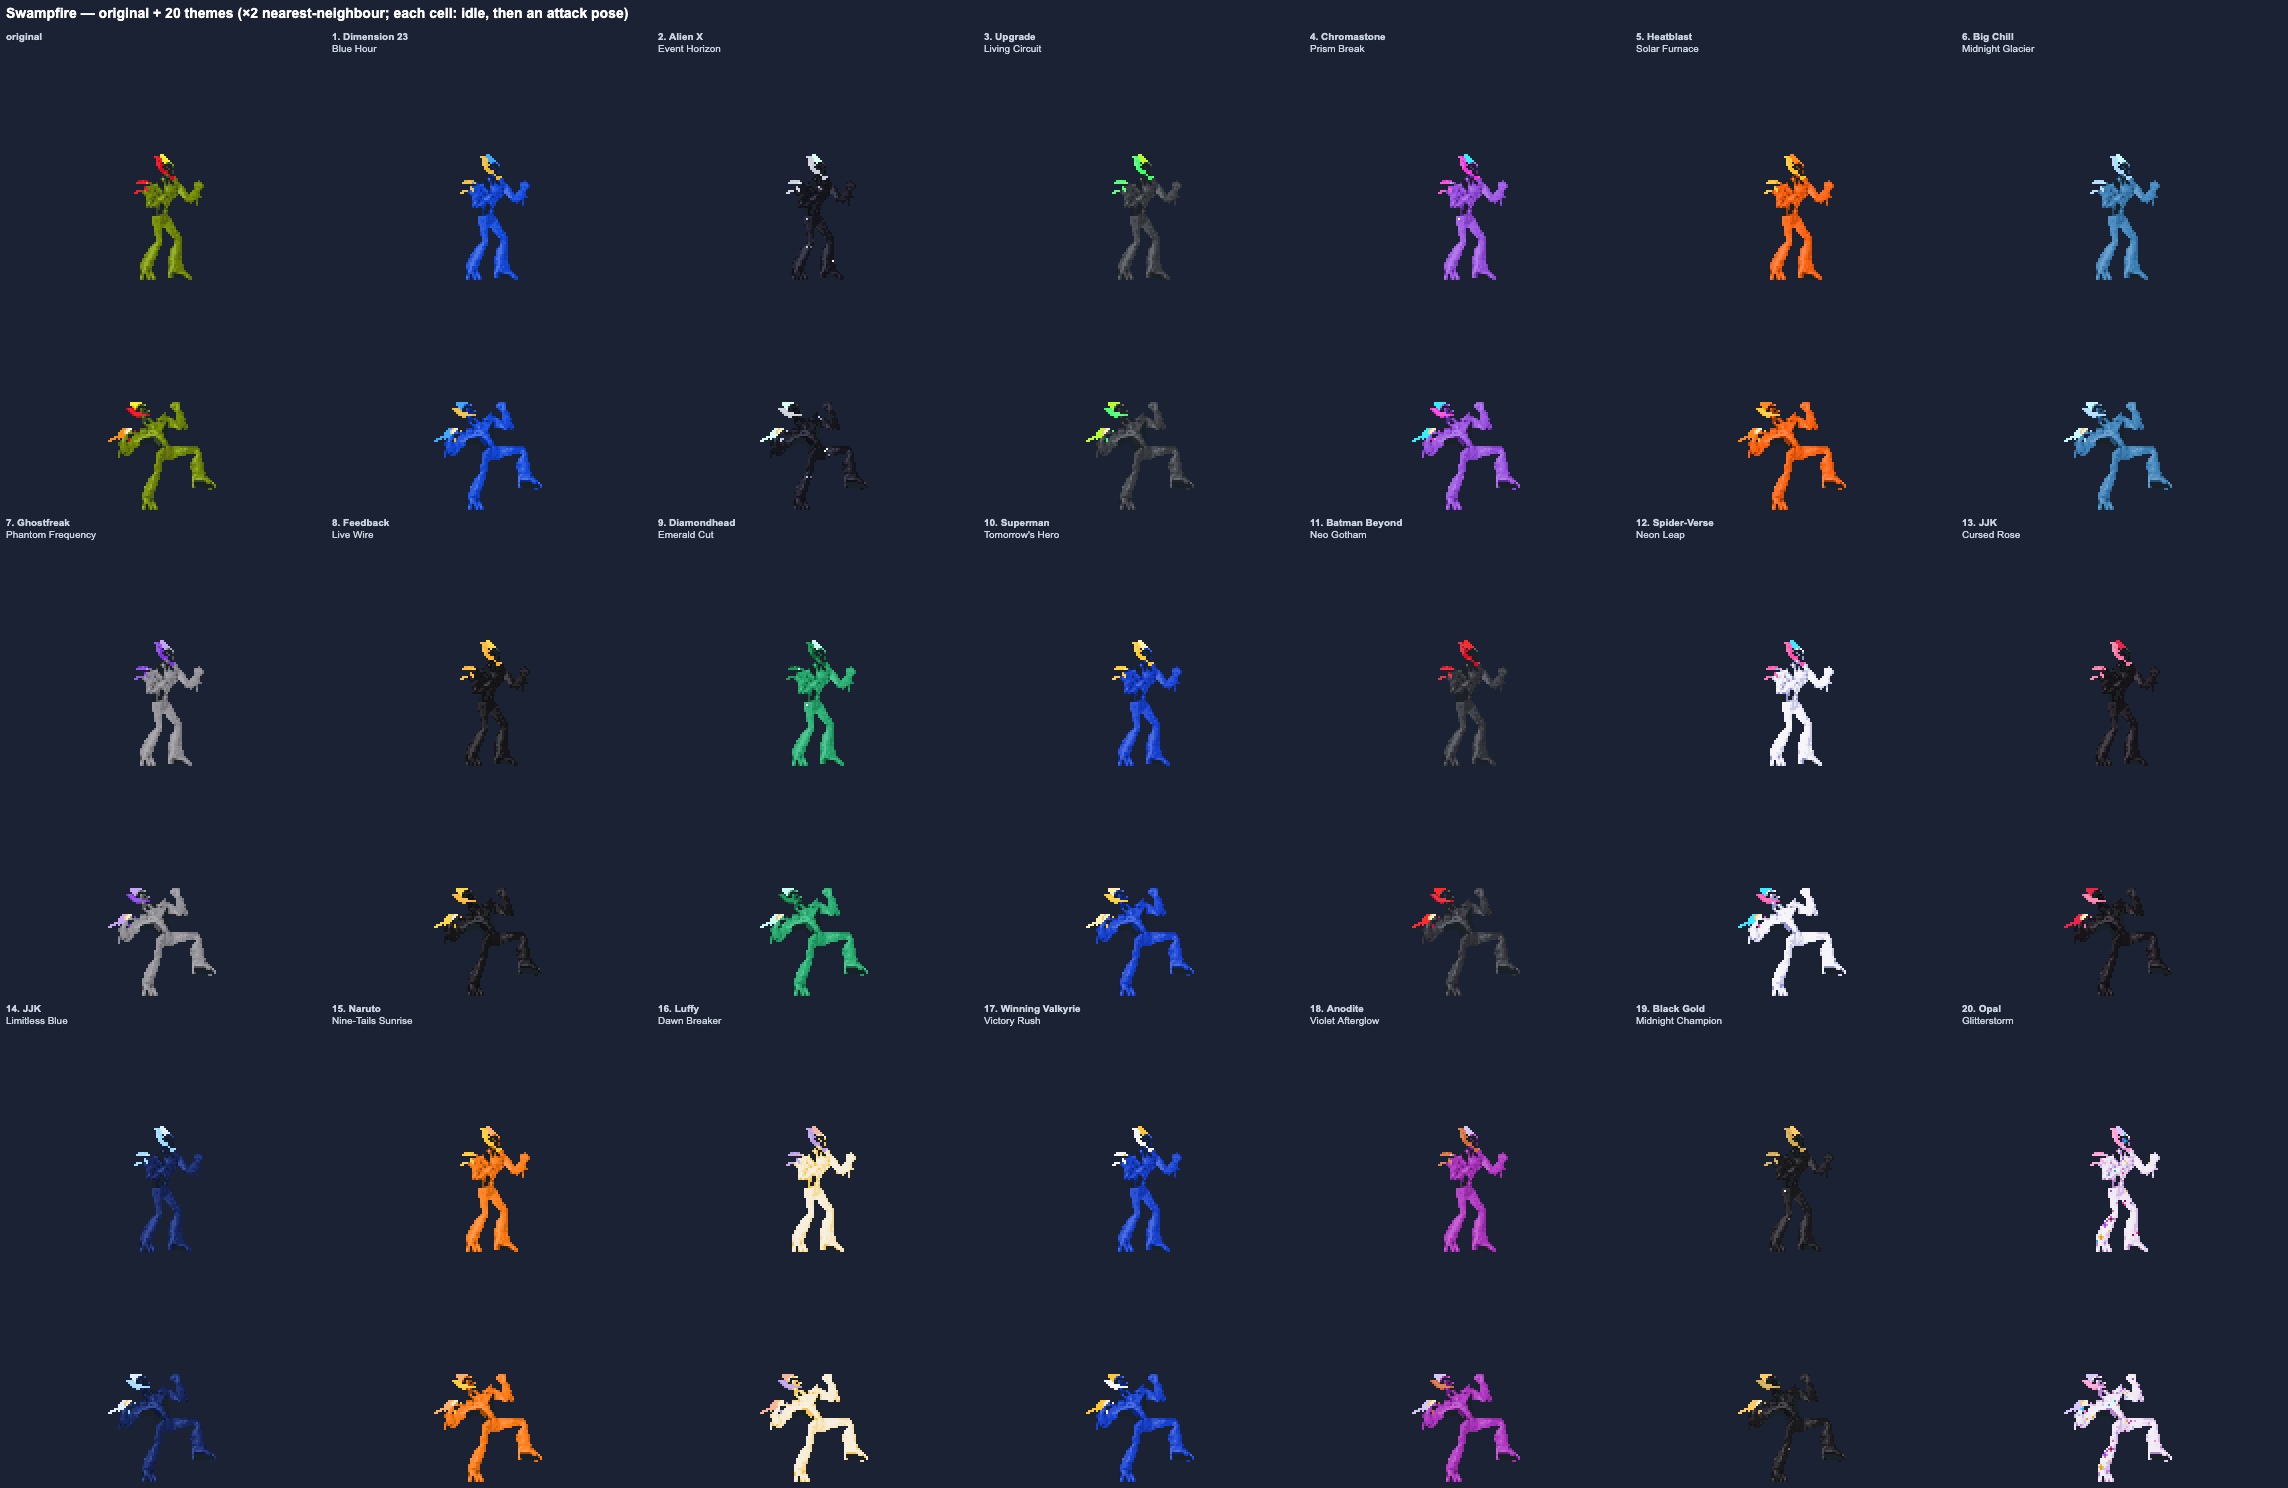 Swampfire — original + 20 themes (×2 nearest-neighbour; each cell: idle, then an attack pose)
original
1. Dimension 23
Blue Hour
2. Alien X
Event Horizon
3. Upgrade
Living Circuit
4. Chromastone
Prism Break
5. Heatblast
Solar Furnace
6. Big Chill
Midnight Glacier
7. Ghostfreak
Phantom Frequency
8. Feedback
Live Wire
9. Diamondhead
Emerald Cut
10. Superman
Tomorrow's Hero
11. Batman Beyond
Neo Gotham
12. Spider-Verse
Neon Leap
13. JJK
Cursed Rose
14. JJK
Limitless Blue
15. Naruto
Nine-Tails Sunrise
16. Luffy
Dawn Breaker
17. Winning Valkyrie
Victory Rush
18. Anodite
Violet Afterglow
19. Black Gold
Midnight Champion
20. Opal
Glitterstorm